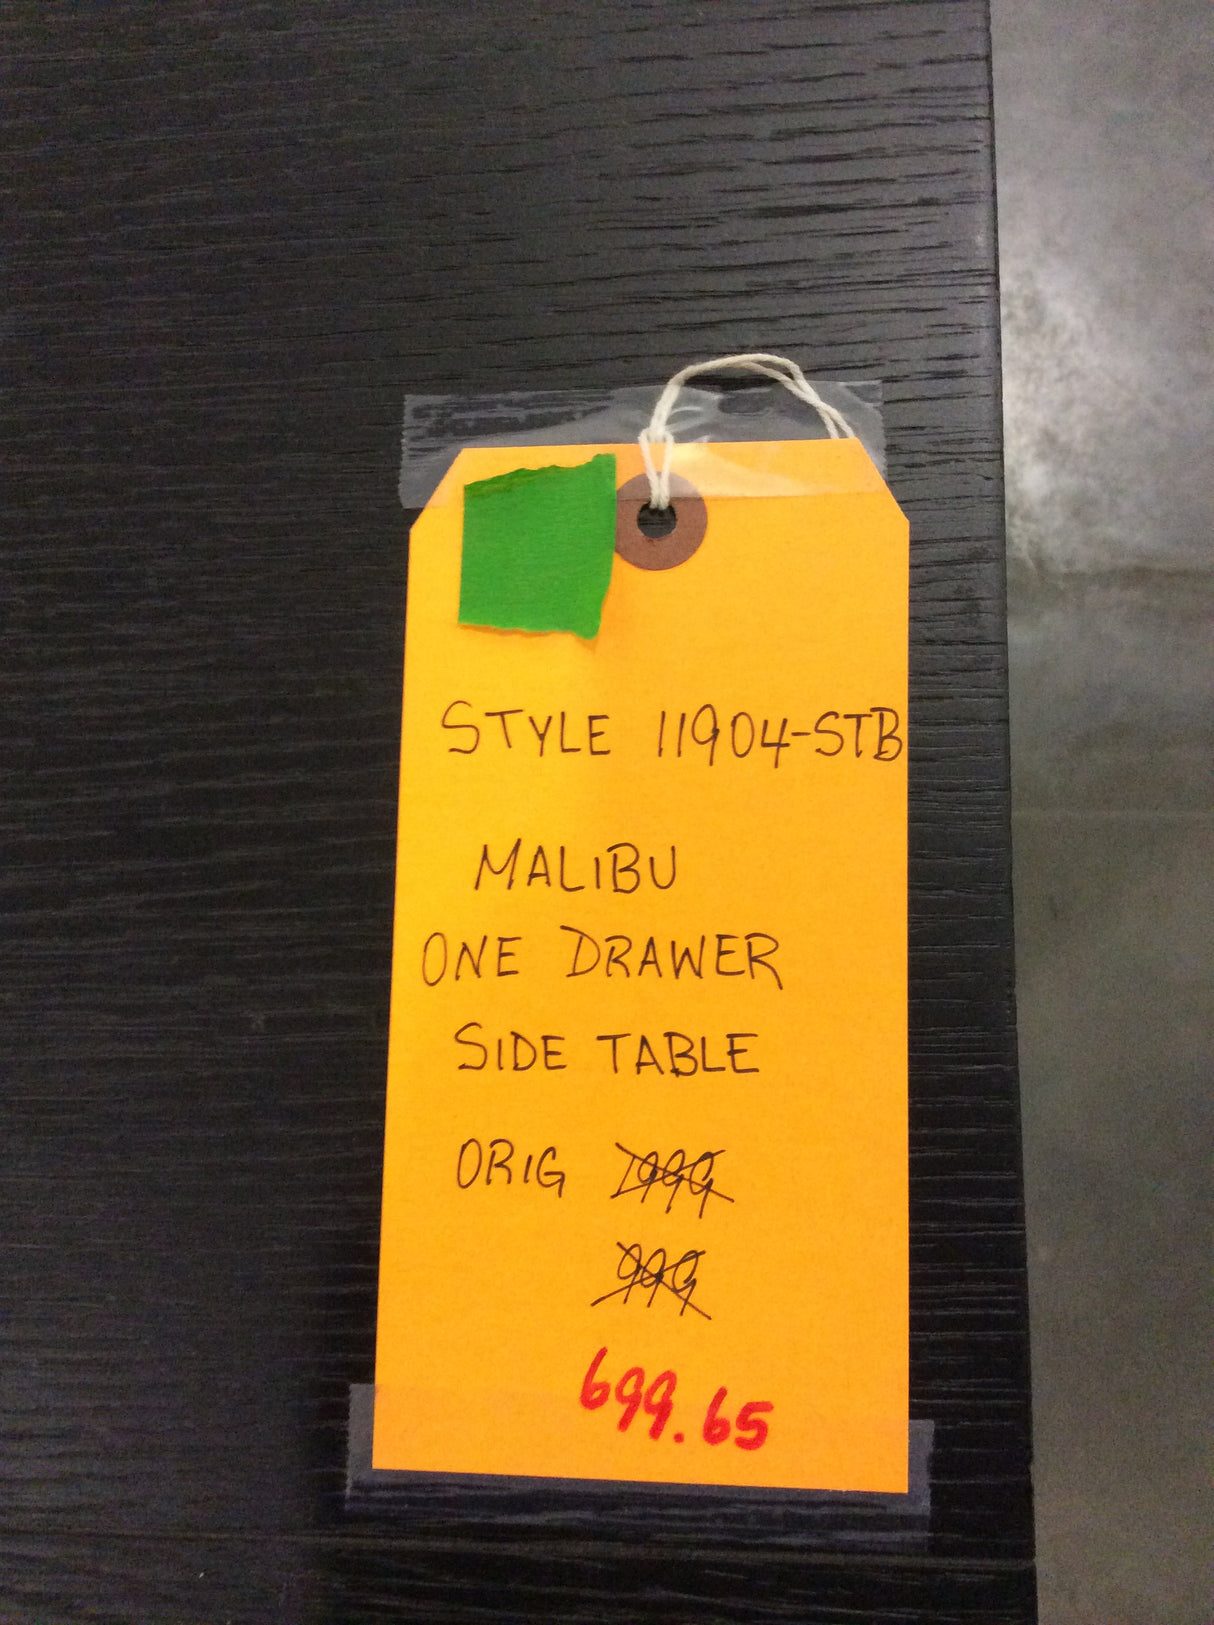 STYLE 11904-STB
MALIBU
ONE DRAWER
SIDE TABLE
ORIG 1999
999
699.65